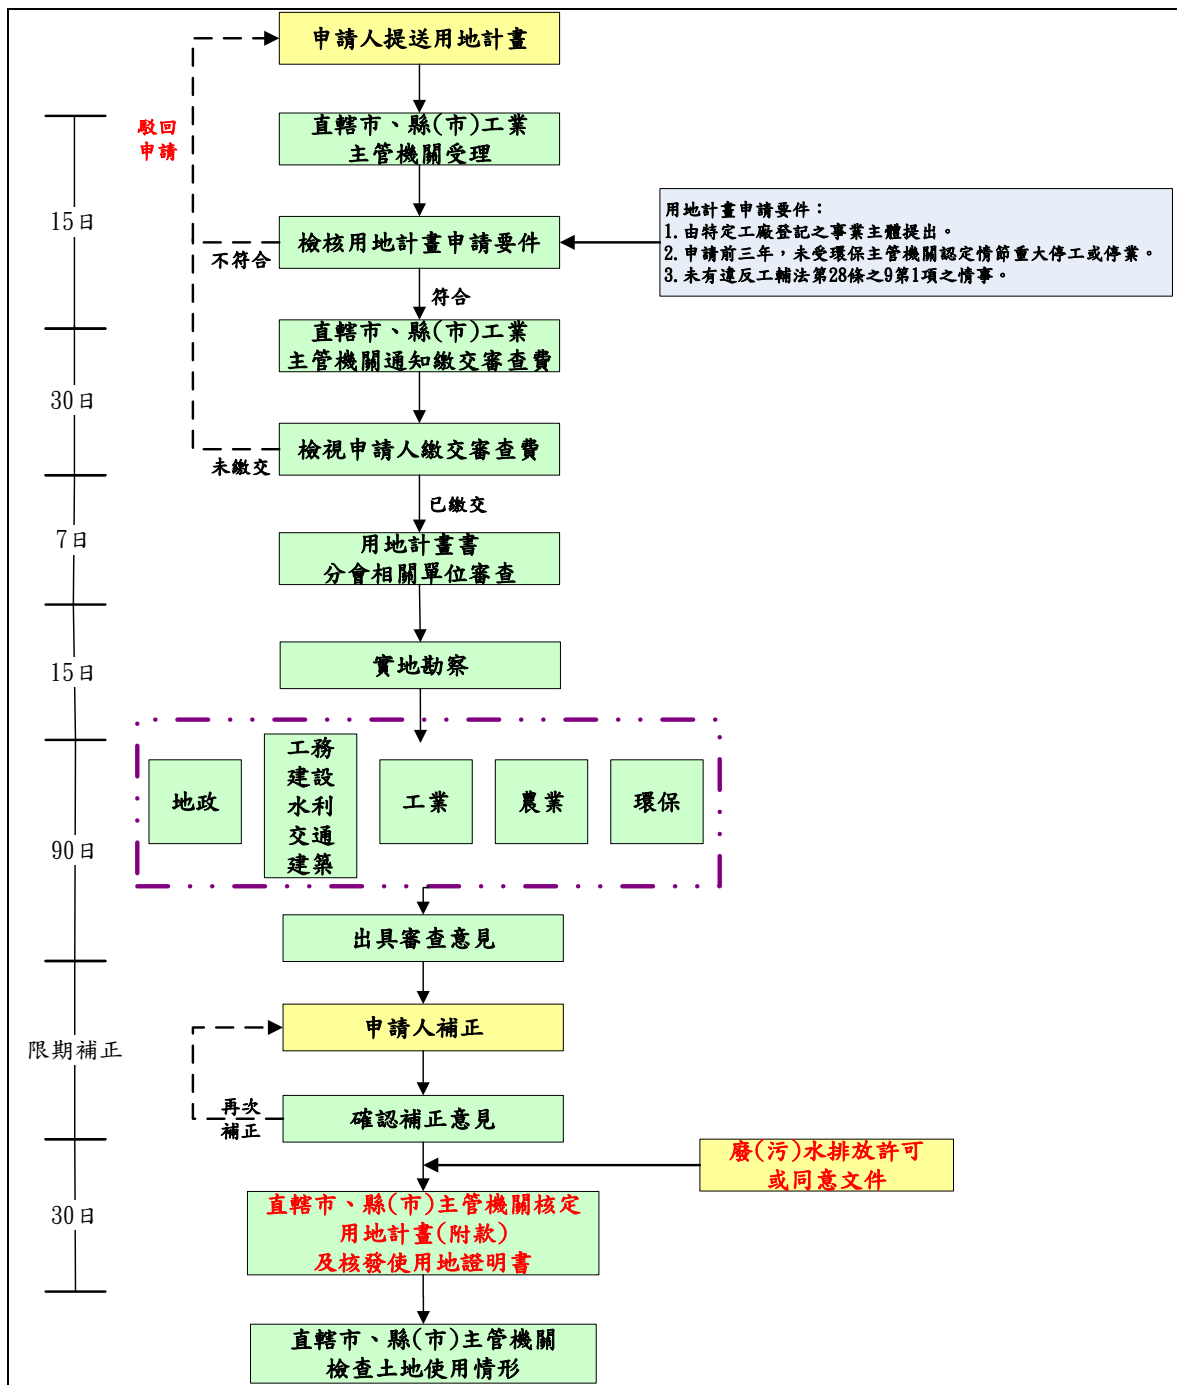 申請人提送用地計畫
駁回
申請
直轄市、縣(市)工業
主管機關受理
15日
檢核用地計畫申請要件
不符合
用地計畫申請要件：
1.由特定工廠登記之事業主體提出。
2.申請前三年，未受環保主管機關認定情節重大停工或停業。
3.未有違反工輔法第28條之9第1項之情事。
符合
直轄市、縣(市)工業
主管機關通知繳交審查費
30日
檢視申請人繳交審查費
未繳交
已繳交
7日
用地計畫書
分會相關單位審查
15日
實地勘察
地政
工務
建設
水利
交通
建築
工業
農業
環保
90日
出具審查意見
申請人補正
限期補正
再次
補正
確認補正意見
廢(污)水排放許可
或同意文件
30日
直轄市、縣(市)主管機關核定
用地計畫(附款)
及核發使用地證明書
直轄市、縣(市)主管機關
檢查土地使用情形